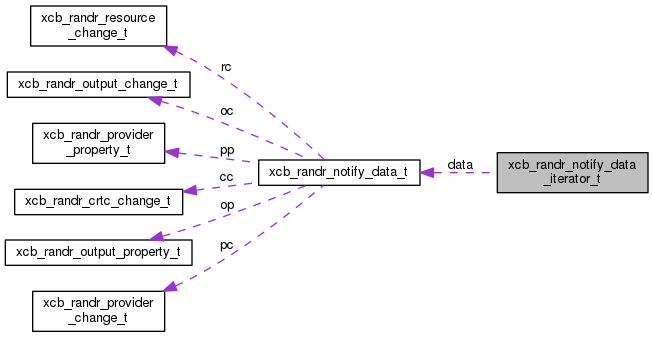 xcb_randr_resource
_change_t
rc
xcb_randr_output_change_t
oc
xcb_randr_provider
_property_t
pp
xcb_randr_notify_data_t
data
xcb_randr_notify_data
_iterator_t
cc
xcb_randr_crtc_change_t
op
xcb_randr_output_property_t
pc
xcb_randr_provider
_change_t